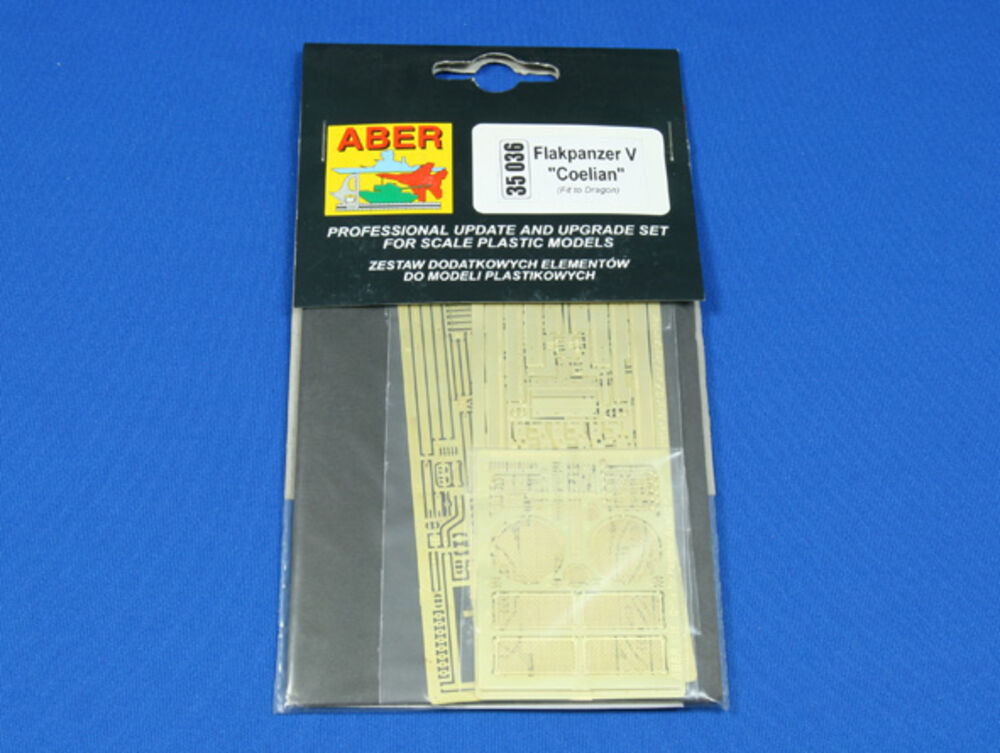 ABER
35 036
Flakpanzer V
"Coelian"
(Fit to Dragon)
PROFESSIONAL UPDATE AND UPGRADE SET
FOR SCALE PLASTIC MODELS
ZESTAW DODATKOWYCH ELEMENTÓW
DO MODELI PLASTIKOWYCH